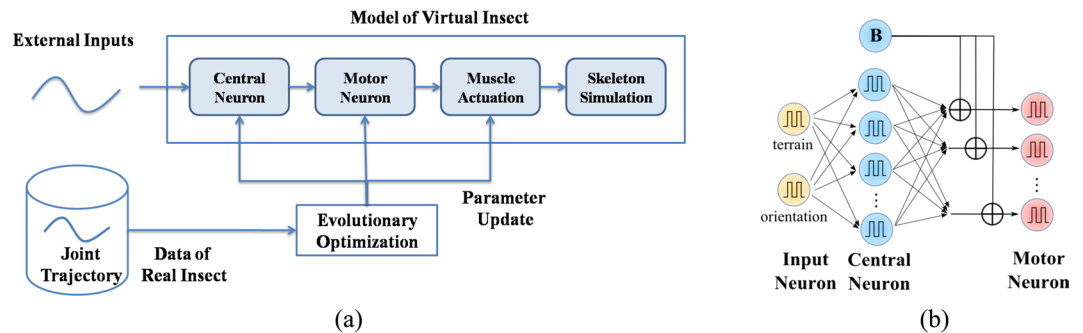 Model of Virtual Insect
External Inputs
Central
Neuron
Motor
Neuron
Muscle
Actuation
Skeleton
Simulation
Parameter
Update
Evolutionary
Optimization
Joint
Trajectory
Data of
Real Insect
(a)
B
terrain
orientation
Input
Neuron
Central
Neuron
Motor
Neuron
(b)